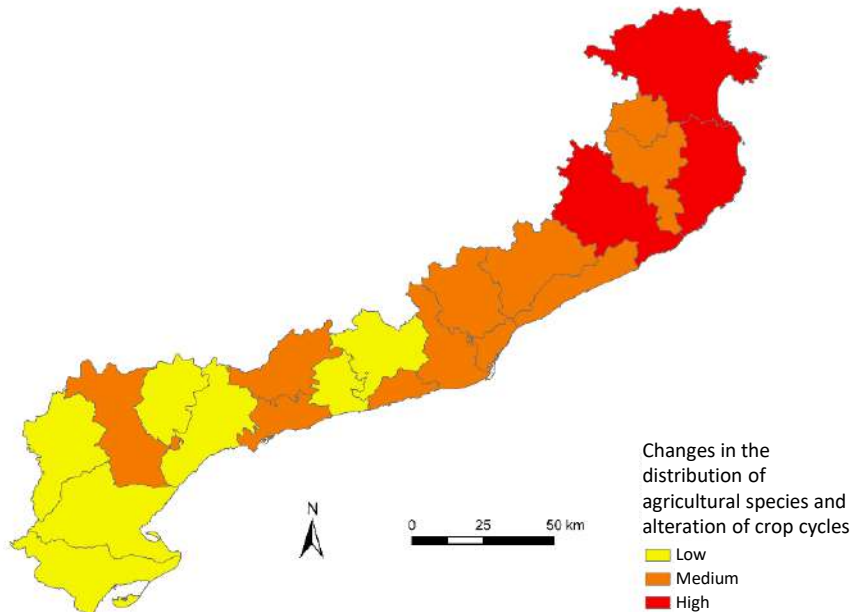 N
0 25 50 km
Changes in the
distribution of
agricultural species and
alteration of crop cycles
Low
Medium
High